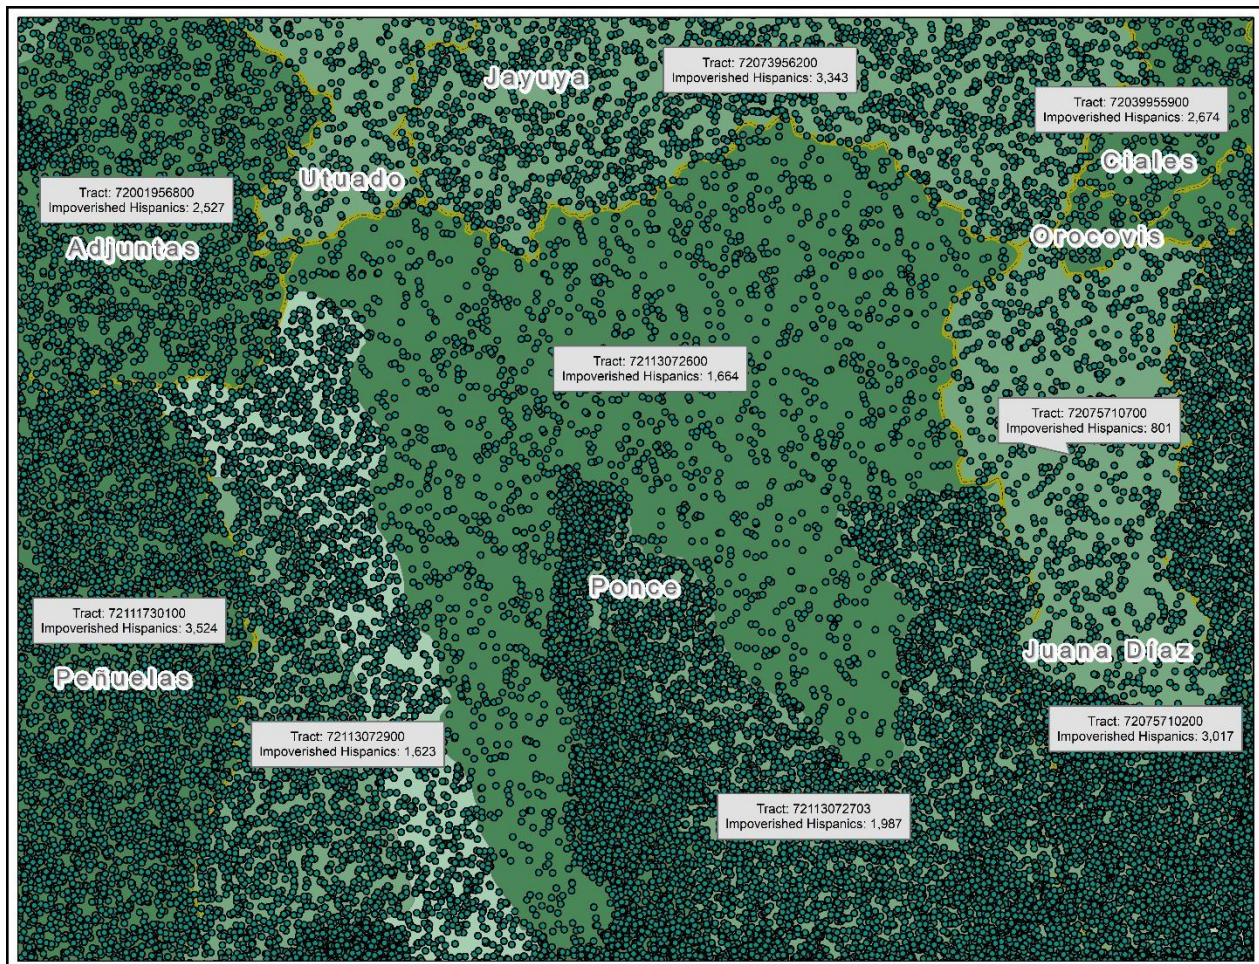 Jayuya
Tract: 72073956200
Impoverished Hispanics: 3,343
Tract: 72039955900
Impoverished Hispanics: 2,674
Ciales
Utuado
Tract: 72001956800
Impoverished Hispanics: 2,527
Adjuntas
Orocovis
Tract: 72113072600
Impoverished Hispanics: 1,664
Tract: 72075710700
Impoverished Hispanics: 801
Ponce
Tract: 72111730100
Impoverished Hispanics: 3,524
Juana Díaz
Peñuelas
Tract: 72113072900
Impoverished Hispanics: 1,623
Tract: 72075710200
Impoverished Hispanics: 3,017
Tract: 72113072703
Impoverished Hispanics: 1,987